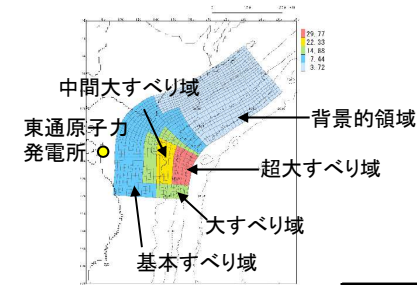 29.77
22.33
14.88
7.44
3.72
中間大すべり域
東通原子力
発電所
背景的領域
超大すべり域
大すべり域
基本すべり域